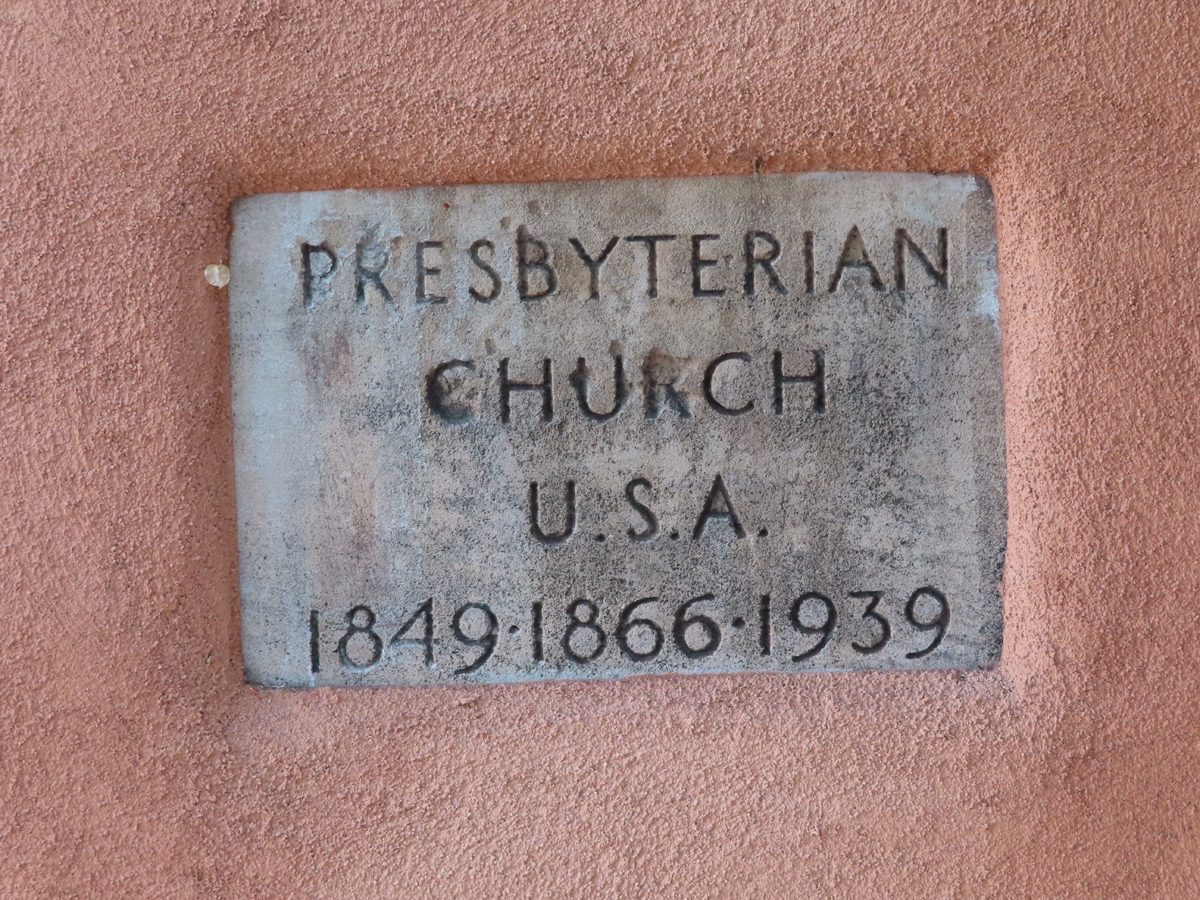 PRESBYTERIAN
CHURCH
U.S.A.
1849·1866·1939